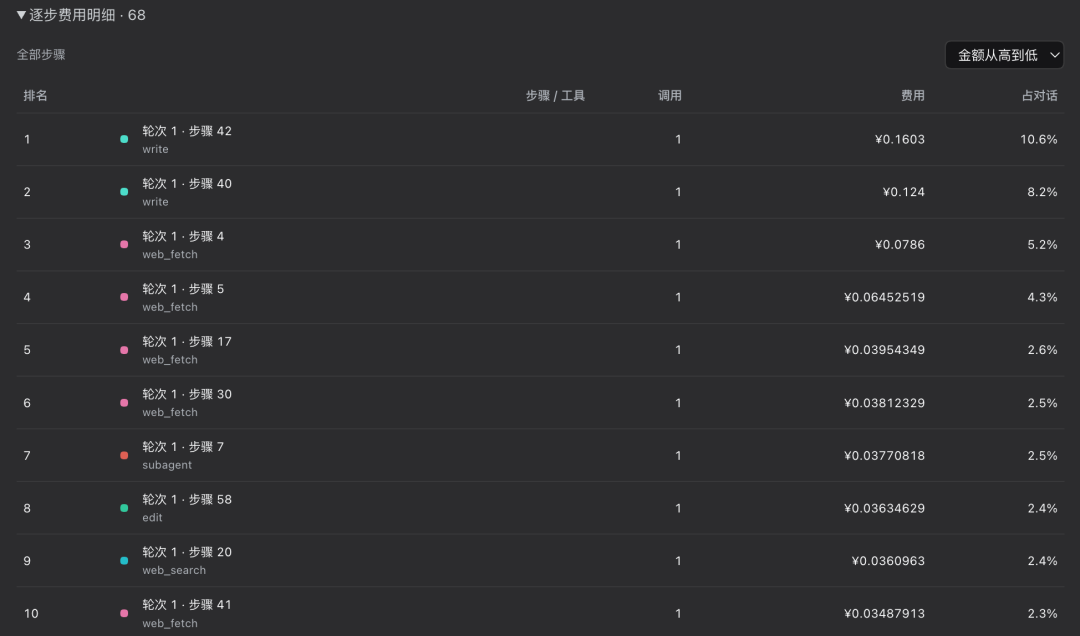 ▼逐步费用明细 · 68
全部步骤
金额从高到低
排名 步骤 / 工具 调用 费用 占对话
1 轮次 1 · 步骤 42 1 ¥0.1603 10.6%
write
2 轮次 1 · 步骤 40 1 ¥0.124 8.2%
write
3 轮次 1 · 步骤 4 1 ¥0.0786 5.2%
web_fetch
4 轮次 1 · 步骤 5 1 ¥0.06452519 4.3%
web_fetch
5 轮次 1 · 步骤 17 1 ¥0.03954349 2.6%
web_fetch
6 轮次 1 · 步骤 30 1 ¥0.03812329 2.5%
web_fetch
7 轮次 1 · 步骤 7 1 ¥0.03770818 2.5%
subagent
8 轮次 1 · 步骤 58 1 ¥0.03634629 2.4%
edit
9 轮次 1 · 步骤 20 1 ¥0.0360963 2.4%
web_search
10 轮次 1 · 步骤 41 1 ¥0.03487913 2.3%
web_fetch